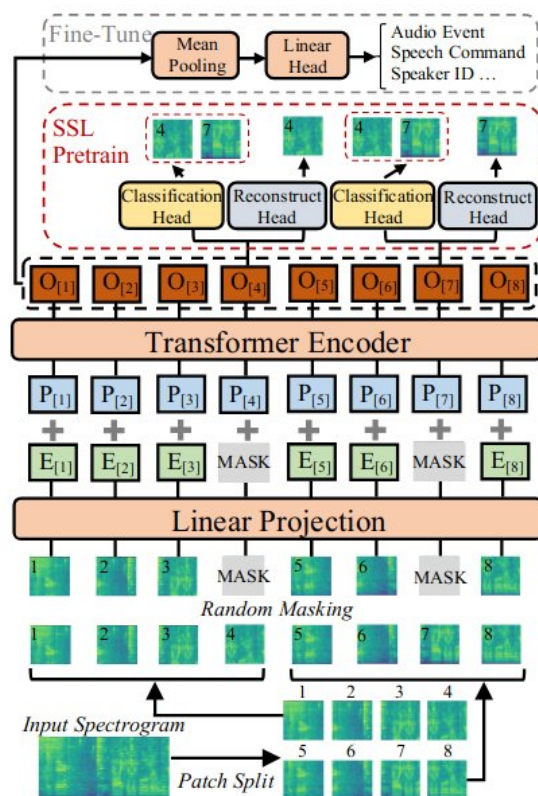 Fine-Tune
Mean Pooling
Linear Head
Audio Event
Speech Command
Speaker ID ...
SSL Pretrain
4 7 4 4 7 7
Classification Head
Reconstruct Head
Classification Head
Reconstruct Head
O[1] O[2] O[3] O[4] O[5] O[6] O[7] O[8]
Transformer Encoder
P[1] P[2] P[3] P[4] P[5] P[6] P[7] P[8]
+ + + + + + + +
E[1] E[2] E[3] MASK E[5] E[6] MASK E[8]
Linear Projection
1 2 3 MASK 5 6 MASK 8
Random Masking
1 2 3 4 5 6 7 8
1 2 3 4
Input Spectrogram
5 6 7 8
Patch Split